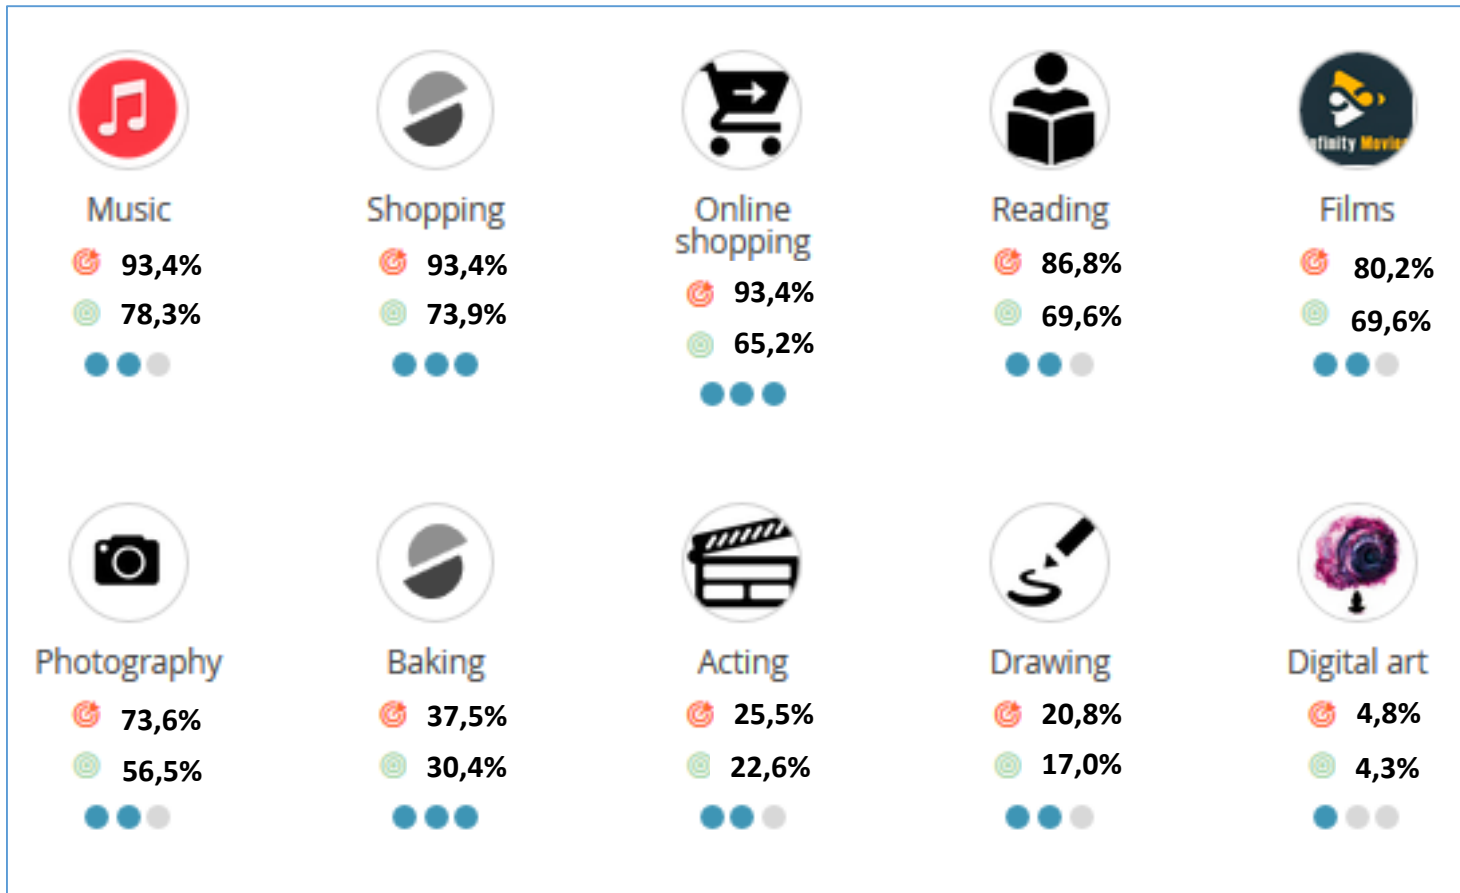 Infinity Movies
Music
Shopping
Online
shopping
Reading
Films
93,4%
93,4%
93,4%
86,8%
80,2%
78,3%
73,9%
65,2%
69,6%
69,6%
Photography
Baking
Acting
Drawing
Digital art
73,6%
37,5%
25,5%
20,8%
4,8%
56,5%
30,4%
22,6%
17,0%
4,3%